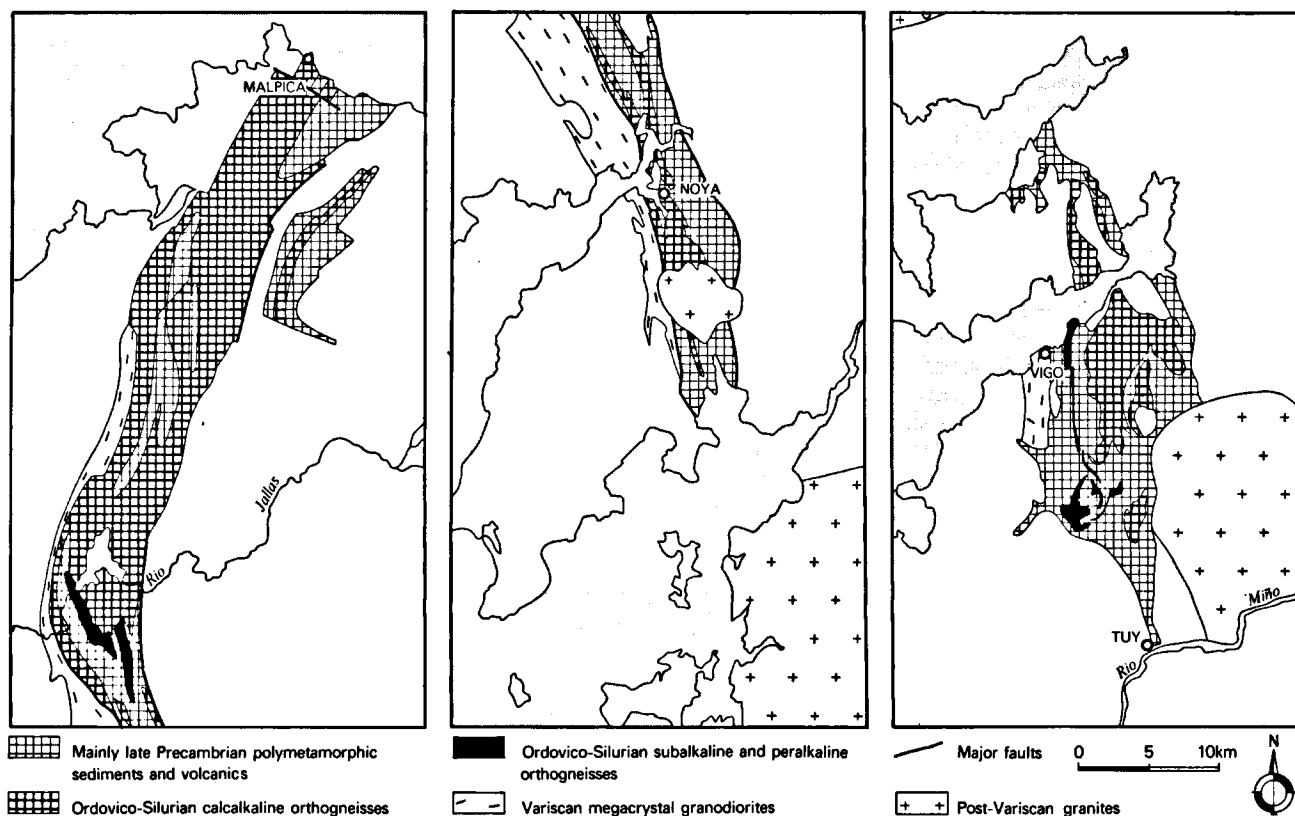 MALPICA
Jallas
Rio
NOYA
VIGO
Miño
TUY
Rio
Mainly late Precambrian polymetamorphic
sediments and volcanics
Ordovico-Silurian calcalkaline orthogneisses
Ordovico-Silurian subalkaline and peralkaline
orthogneisses
Variscan megacrystal granodiorites
Major faults
0 5 10km
Post-Variscan granites
N